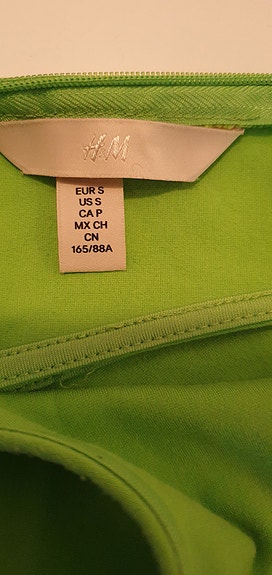 H&M
EUR S
US S
CA P
MX CH
CN
165/88A